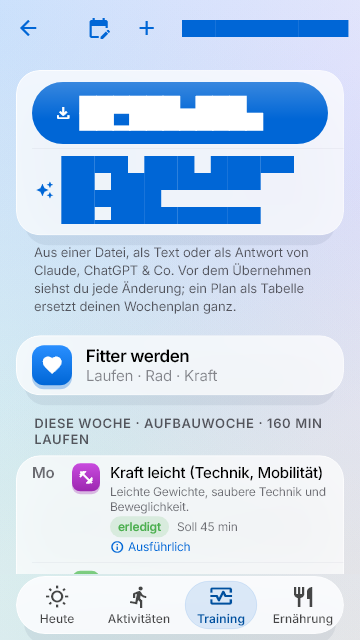 Aus einer Datei, als Text oder als Antwort von
Claude, ChatGPT & Co. Vor dem Übernehmen
siehst du jede Änderung; ein Plan als Tabelle
ersetzt deinen Wochenplan ganz.
Fitter werden
Laufen · Rad · Kraft
DIESE WOCHE · AUFBAUWOCHE · 160 MIN
LAUFEN
Mo
Kraft leicht (Technik, Mobilität)
Leichte Gewichte, saubere Technik und
Beweglichkeit.
erledigt Soll 45 min
Ausführlich
Heute Aktivitäten Training Ernährung